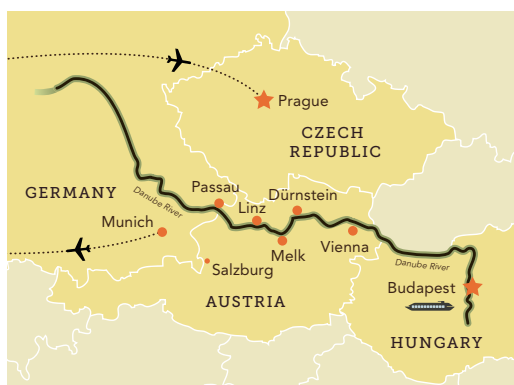 Prague
CZECH
REPUBLIC
GERMANY
Danube River
Passau
Dürnstein
Linz
Munich
Melk
Vienna
Salzburg
AUSTRIA
Danube River
Budapest
HUNGARY